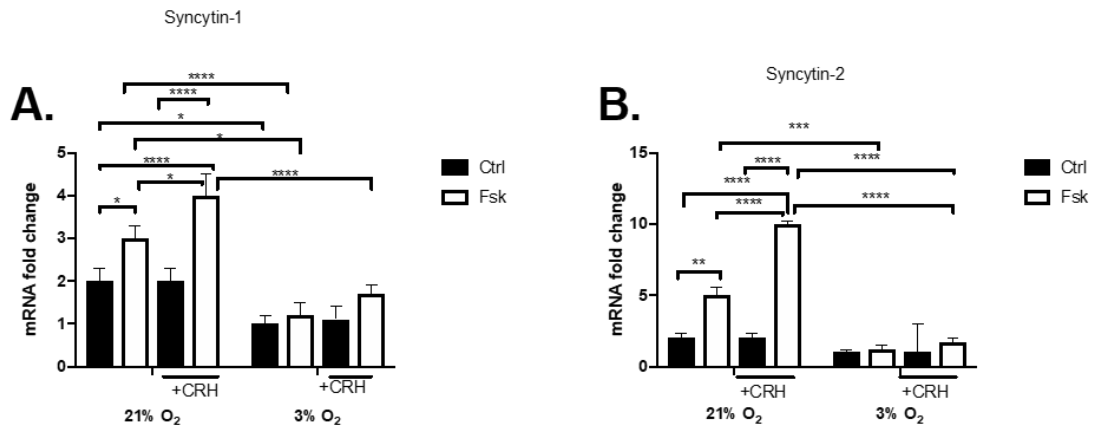 Syncytin-1
A.
****
****
*
*
****
*
****
*
5
4
3
2
1
0
mRNA fold change
+CRH
+CRH
21% O₂
3% O₂
Ctrl
Fsk
Syncytin-2
B.
***
****
****
****
****
****
**
15
10
5
0
mRNA fold change
+CRH
+CRH
21% O₂
3% O₂
Ctrl
Fsk